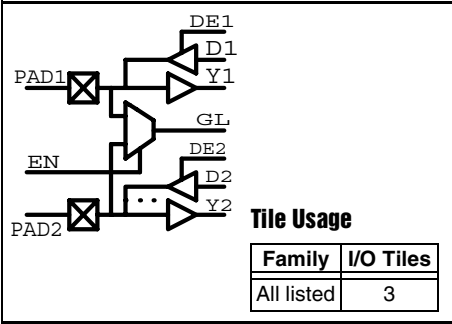 DE1
D1
PAD1
Y1
GL
EN
DE2
D2
PAD2
Y2
Tile Usage
Family I/O Tiles
All listed 3